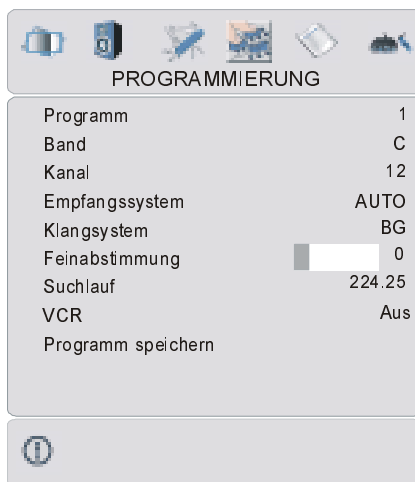 PROGRAMMIERUNG
Programm 1
Band C
Kanal 12
Empfangssystem AUTO
Klangsystem BG
Feinabstimmung 0
Suchlauf 224.25
VCR Aus
Programm speichern